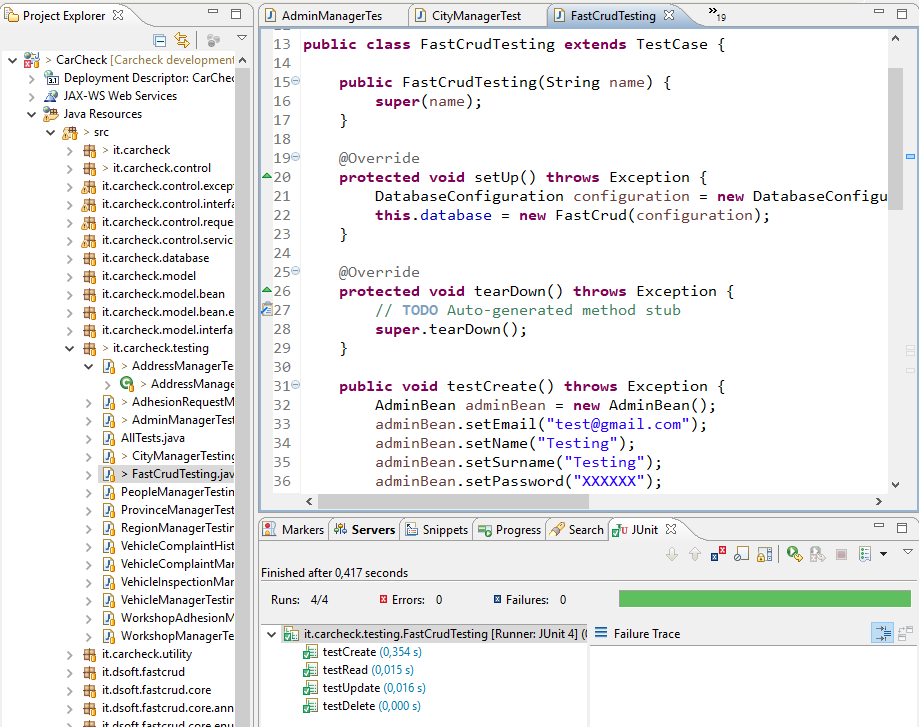 Project Explorer
> CarCheck [Carcheck development
Deployment Descriptor: CarChec
JAX-WS Web Services
Java Resources
> src
> it.carcheck
> it.carcheck.control
it.carcheck.control.except
it.carcheck.control.interfa
it.carcheck.control.reque
it.carcheck.control.servic
it.carcheck.database
it.carcheck.model
it.carcheck.model.bean
it.carcheck.model.bean.e
it.carcheck.model.interfa
> it.carcheck.testing
> AddressManagerTe
> AddressManage
> AdhesionRequestM
> AdminManagerTest
AllTests.java
> CityManagerTesting
> FastCrudTesting.jav
PeopleManagerTestin
ProvinceManagerTest
RegionManagerTestin
VehicleComplaintHist
VehicleComplaintMar
VehicleInspectionMar
VehicleManagerTestin
WorkshopAdhesionM
WorkshopManagerTe
it.carcheck.utility
it.dsoft.fastcrud
it.dsoft.fastcrud.core
it.dsoft.fastcrud.core.ann
it.dsoft.fastcrud.core.enu
AdminManagerTes
CityManagerTest
FastCrudTesting
»19
13 public class FastCrudTesting extends TestCase {
14
15 public FastCrudTesting(String name) {
16 super(name);
17 }
18
19 @Override
20 protected void setUp() throws Exception {
21 DatabaseConfiguration configuration = new DatabaseConfigu
22 this.database = new FastCrud(configuration);
23 }
24
25 @Override
26 protected void tearDown() throws Exception {
27 // TODO Auto-generated method stub
28 super.tearDown();
29 }
30
31 public void testCreate() throws Exception {
32 AdminBean adminBean = new AdminBean();
33 adminBean.setEmail("test@gmail.com");
34 adminBean.setName("Testing");
35 adminBean.setSurname("Testing");
36 adminBean.setPassword("XXXXXX");
Markers
Servers
Snippets
Progress
Search
JUnit
Finished after 0,417 seconds
Runs: 4/4
Errors: 0
Failures: 0
it.carcheck.testing.FastCrudTesting [Runner: JUnit 4] (
testCreate (0,354 s)
testRead (0,015 s)
testUpdate (0,016 s)
testDelete (0,000 s)
Failure Trace